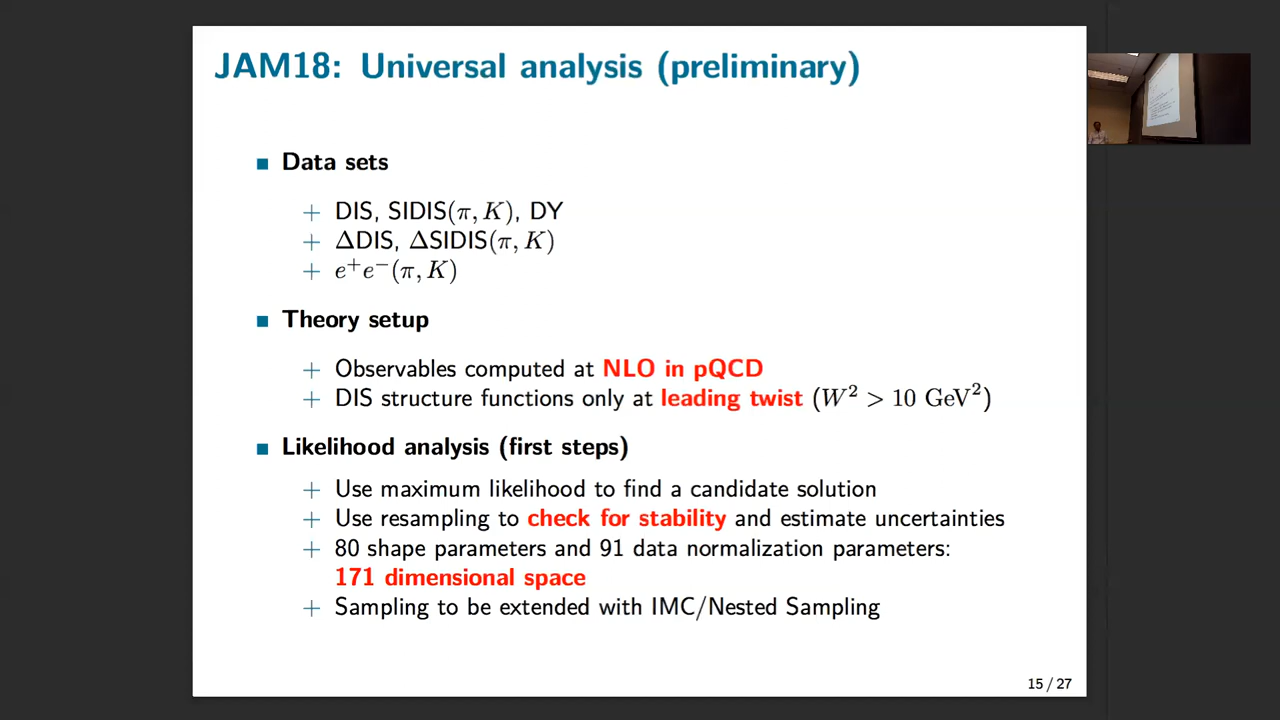 JAM18: Universal analysis (preliminary)
■ Data sets
+ DIS, SIDIS(π, K), DY
+ ΔDIS, ΔSIDIS(π, K)
+ e⁺e⁻(π, K)
■ Theory setup
+ Observables computed at NLO in pQCD
+ DIS structure functions only at leading twist (W² > 10 GeV²)
■ Likelihood analysis (first steps)
+ Use maximum likelihood to find a candidate solution
+ Use resampling to check for stability and estimate uncertainties
+ 80 shape parameters and 91 data normalization parameters:
171 dimensional space
+ Sampling to be extended with IMC/Nested Sampling
15 / 27